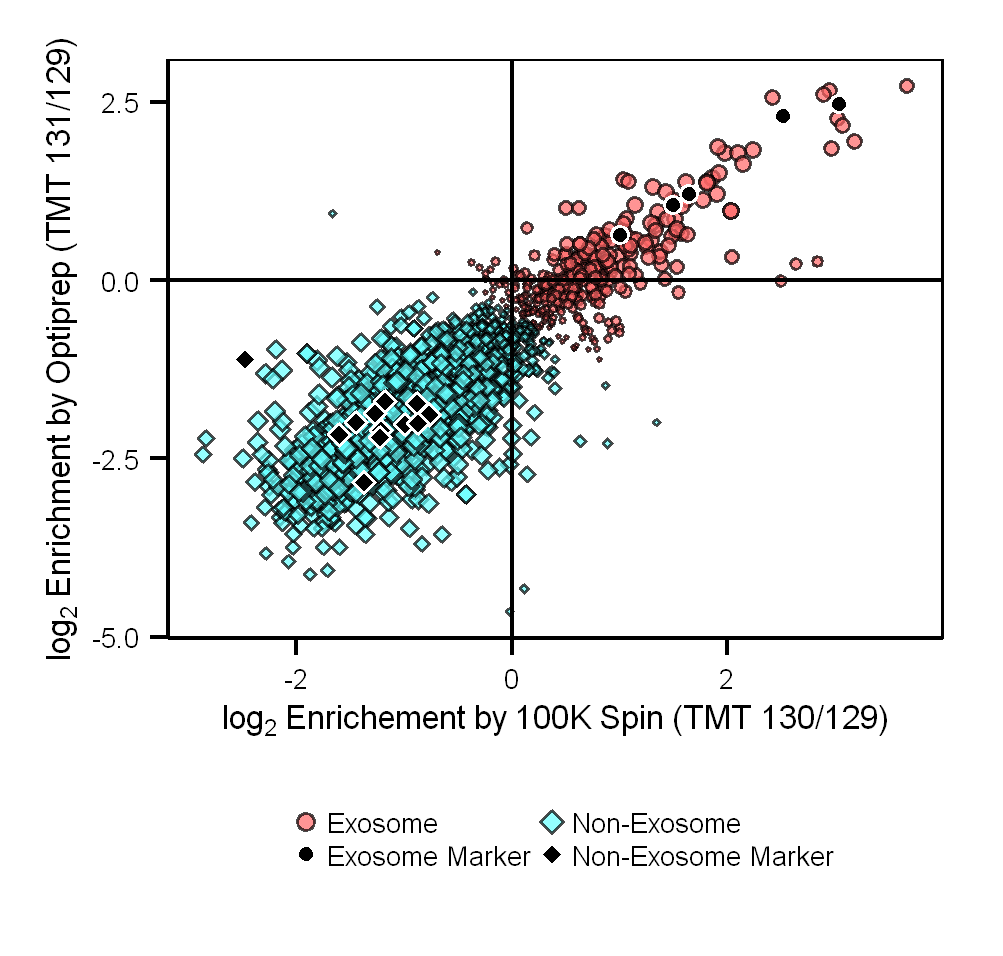 log2 Enrichment by Optiprep (TMT 131/129)
2.5
0.0
-2.5
-5.0
-2 0 2
log2 Enrichement by 100K Spin (TMT 130/129)
Exosome Non-Exosome
Exosome Marker Non-Exosome Marker